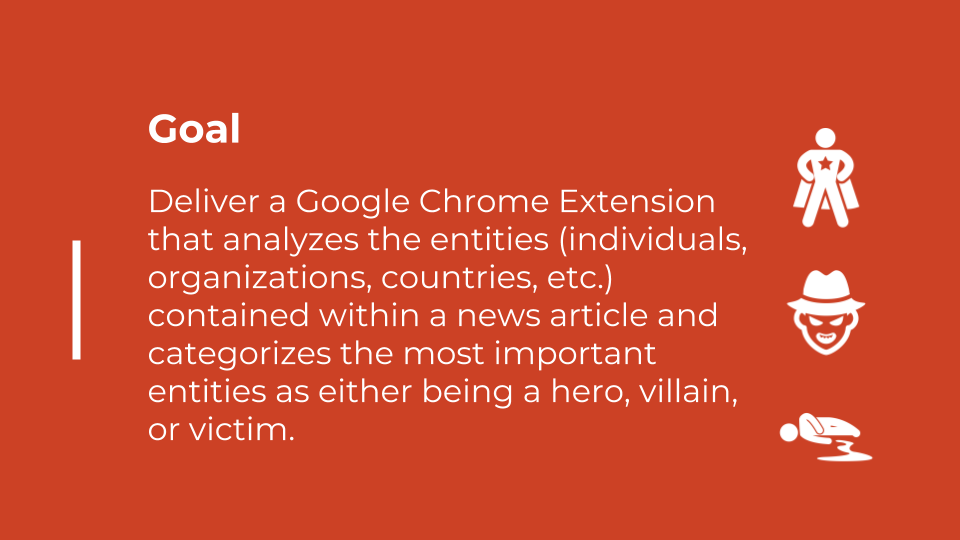 Goal
Deliver a Google Chrome Extension
that analyzes the entities (individuals,
organizations, countries, etc.)
contained within a news article and
categorizes the most important
entities as either being a hero, villain,
or victim.